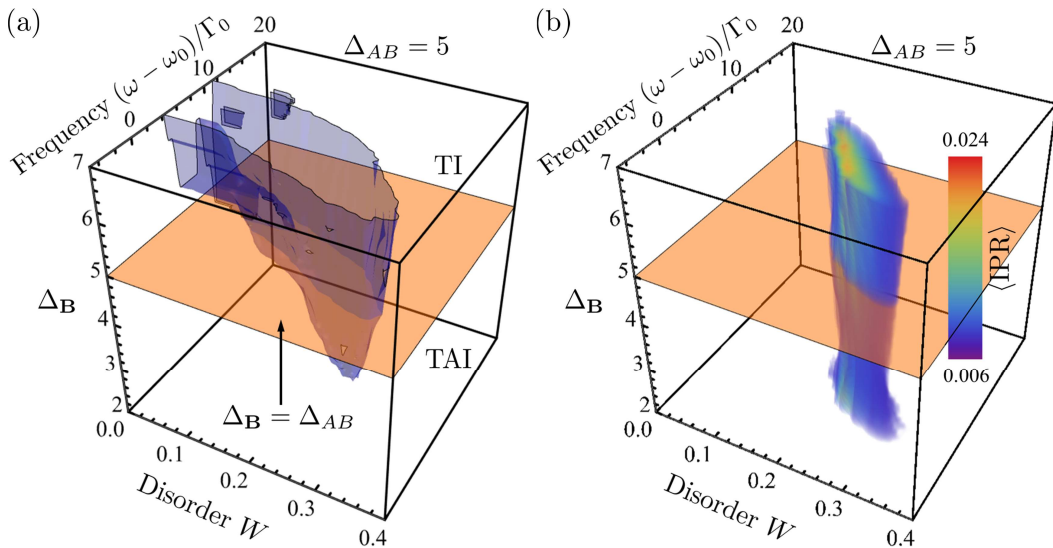 (a)
Frequency (ω − ω₀)/Γ₀
20
10
0
Δ_AB = 5
7
6
5
4
3
2
Δ_B
TI
TAI
Δ_B = Δ_AB
0.0
0.1
0.2
0.3
0.4
Disorder W
(b)
Frequency (ω − ω₀)/Γ₀
20
10
0
Δ_AB = 5
7
6
5
4
3
2
Δ_B
0.024
⟨IPR⟩
0.006
0.0
0.1
0.2
0.3
0.4
Disorder W